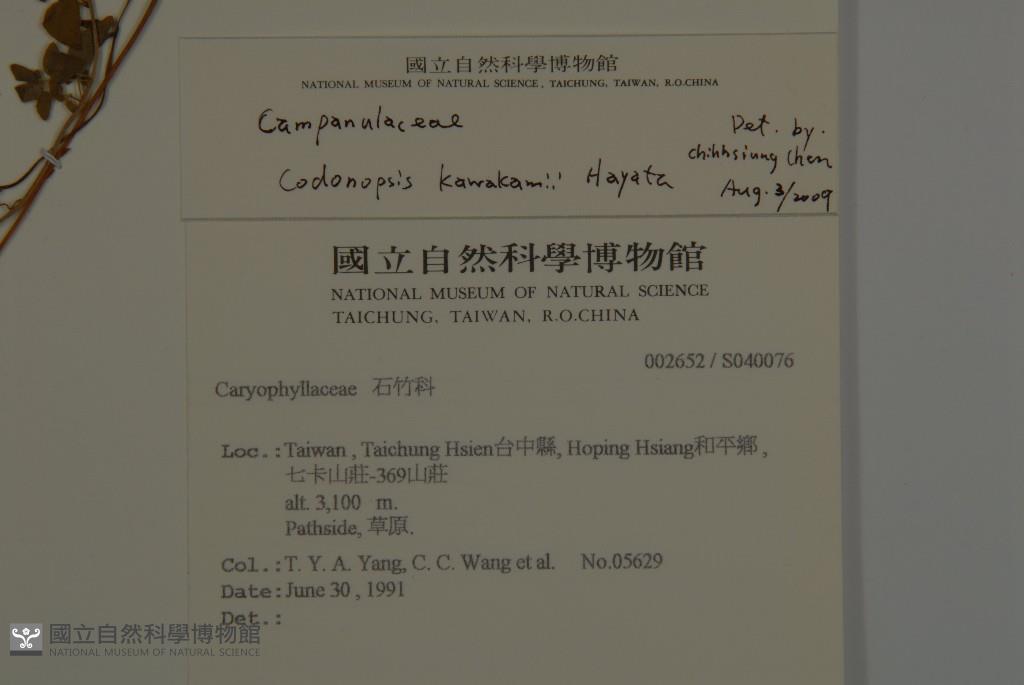 國立自然科學博物館
NATIONAL MUSEUM OF NATURAL SCIENCE, TAICHUNG, TAIWAN, R.O.CHINA
Campanulaceae
Det. by.
Chihhsiung Chen
Codonopsis kawakamii Hayata
Aug. 3/2009
國立自然科學博物館
NATIONAL MUSEUM OF NATURAL SCIENCE
TAICHUNG, TAIWAN, R.O.CHINA
002652 / S040076
Caryophyllaceae 石竹科
Loc.:Taiwan , Taichung Hsien台中縣, Hoping Hsiang和平鄉 ,
七卡山莊-369山莊
alt. 3,100 m.
Pathside, 草原.
Col.:T. Y. A. Yang, C. C. Wang et al. No.05629
Date:June 30 , 1991
Det.:
國立自然科學博物館
NATIONAL MUSEUM OF NATURAL SCIENCE